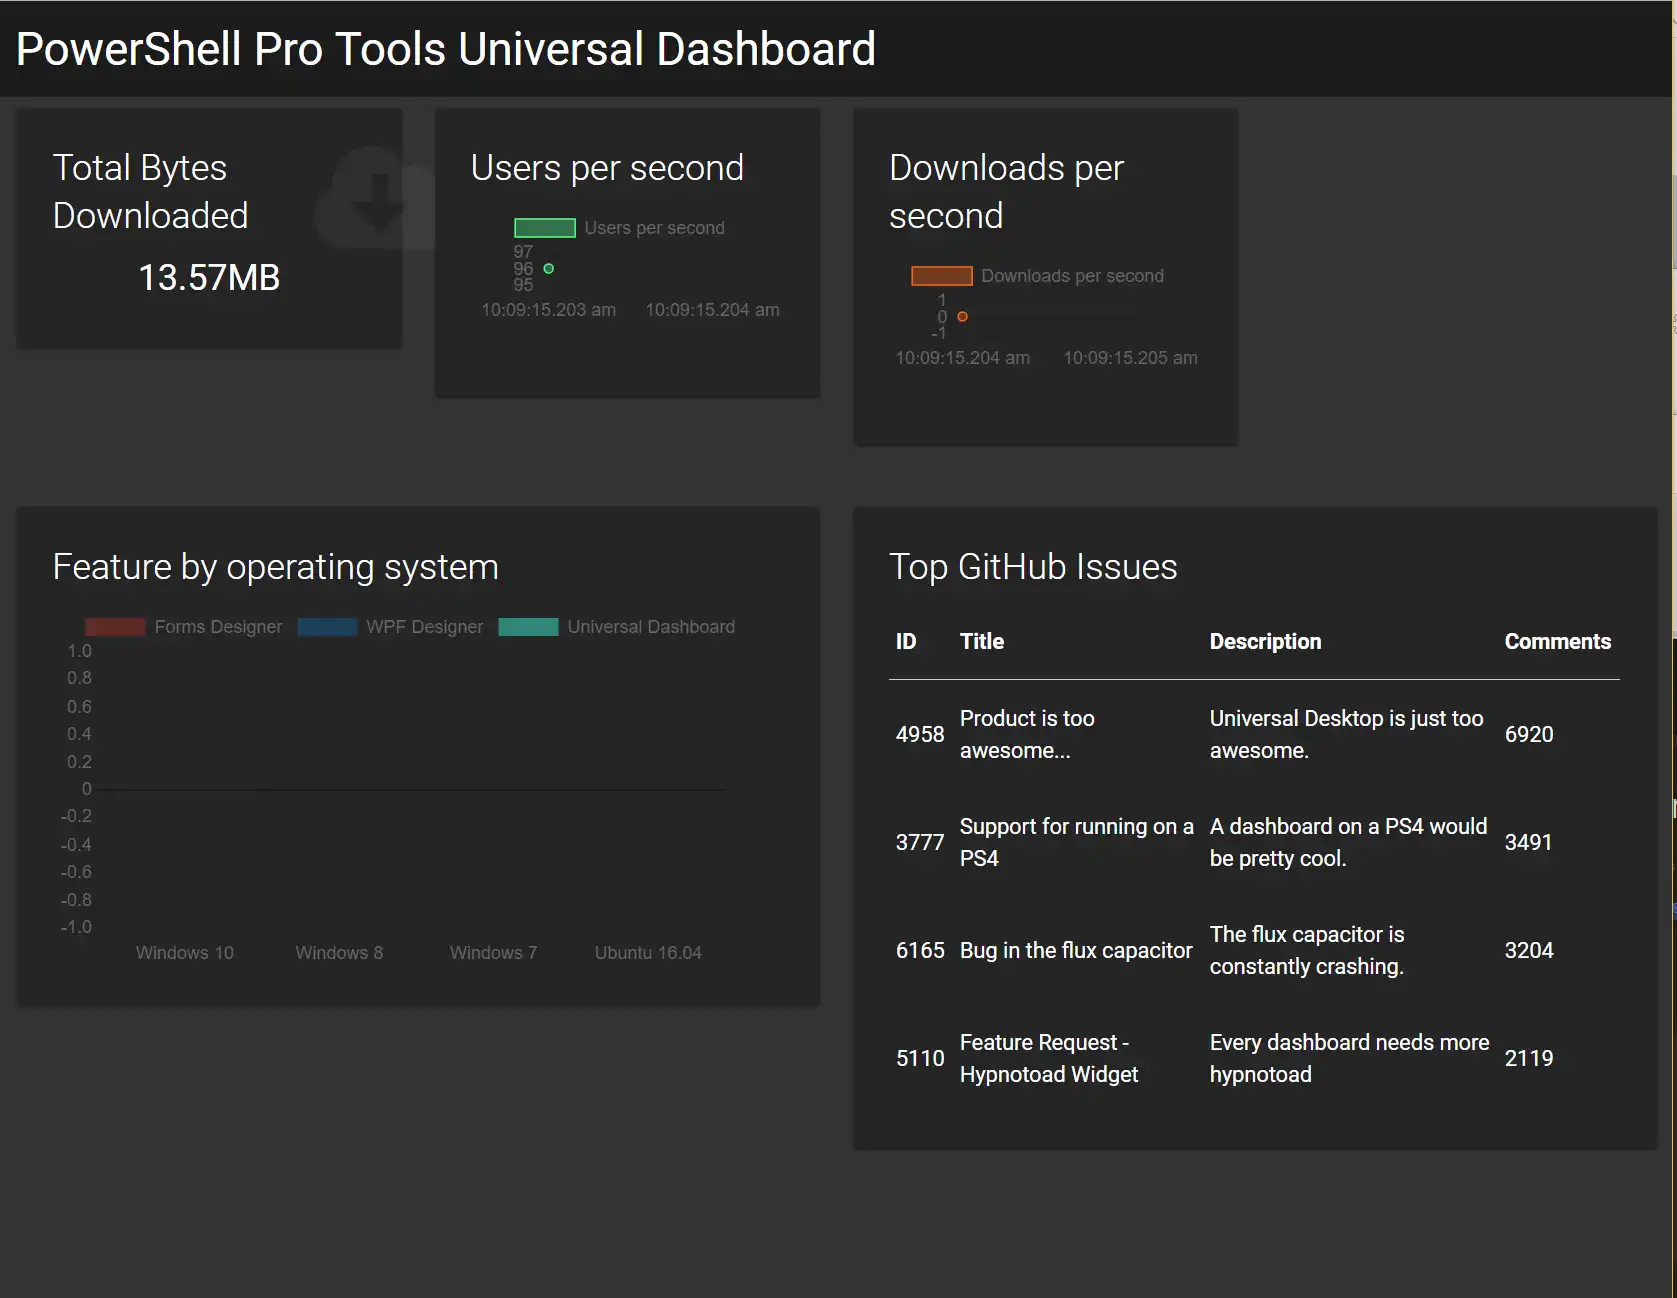 PowerShell Pro Tools Universal Dashboard
Total Bytes
Downloaded
13.57MB
Users per second
Users per second
97
96
95
10:09:15.203 am 10:09:15.204 am
Downloads per
second
Downloads per second
1
0
-1
10:09:15.204 am 10:09:15.205 am
Feature by operating system
Forms Designer WPF Designer Universal Dashboard
1.0
0.8
0.6
0.4
0.2
0
-0.2
-0.4
-0.6
-0.8
-1.0
Windows 10 Windows 8 Windows 7 Ubuntu 16.04
Top GitHub Issues
ID Title Description Comments
4958 Product is too awesome... Universal Desktop is just too awesome. 6920
3777 Support for running on a PS4 A dashboard on a PS4 would be pretty cool. 3491
6165 Bug in the flux capacitor The flux capacitor is constantly crashing. 3204
5110 Feature Request - Hypnotoad Widget Every dashboard needs more hypnotoad 2119